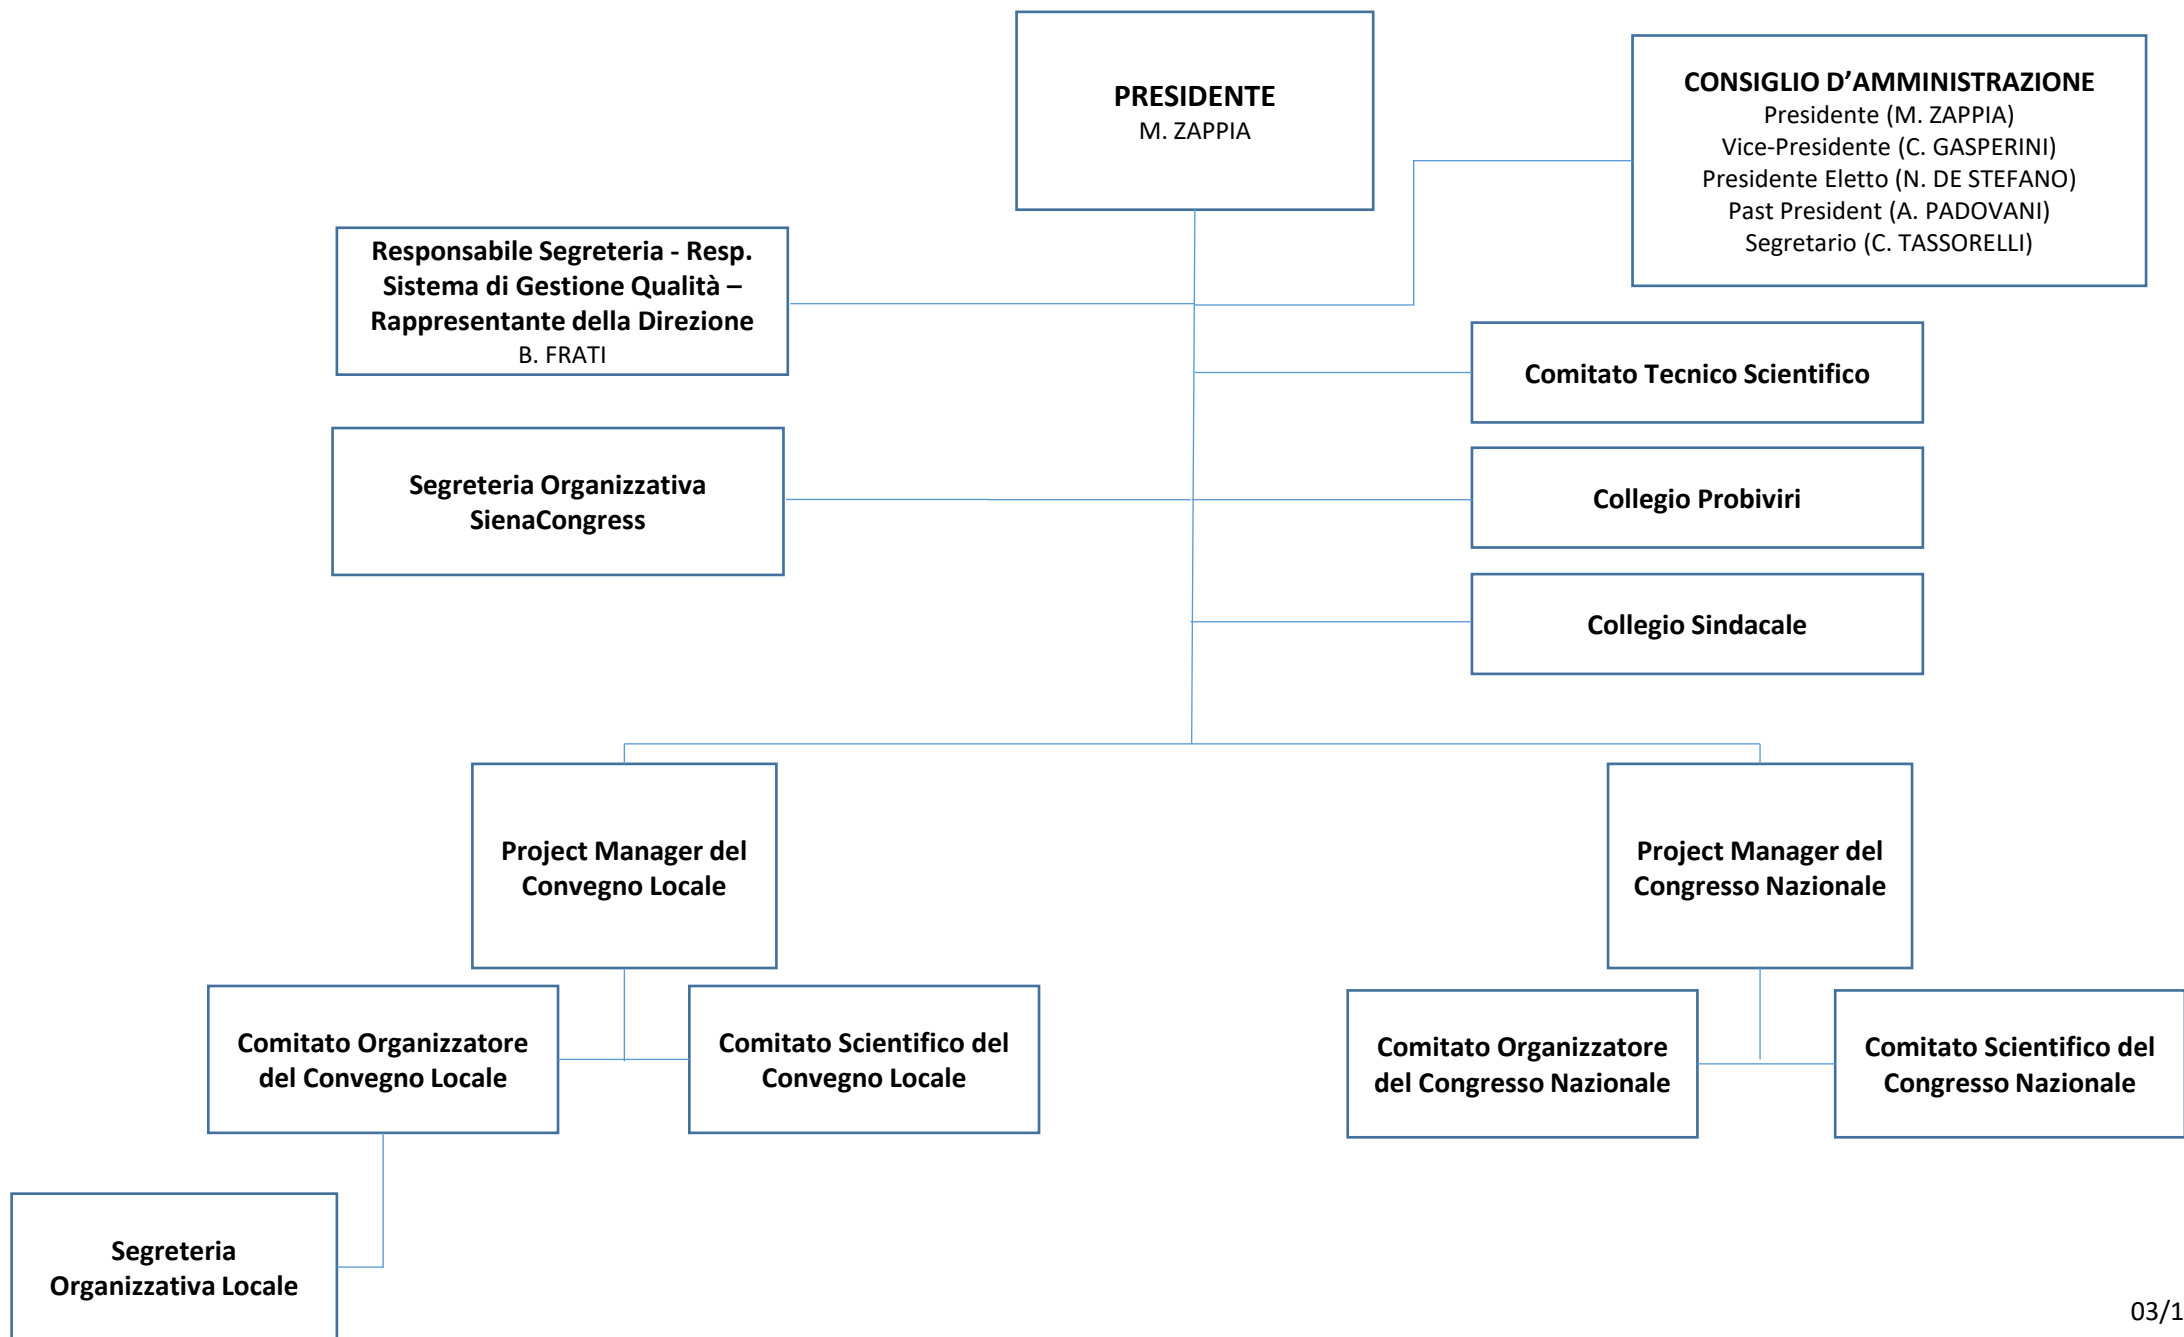 PRESIDENTE
M. ZAPPIA
CONSIGLIO D’AMMINISTRAZIONE
Presidente (M. ZAPPIA)
Vice-Presidente (C. GASPERINI)
Presidente Eletto (N. DE STEFANO)
Past President (A. PADOVANI)
Segretario (C. TASSORELLI)
Responsabile Segreteria - Resp.
Sistema di Gestione Qualità –
Rappresentante della Direzione
B. FRATI
Comitato Tecnico Scientifico
Segreteria Organizzativa
SienaCongress
Collegio Probiviri
Collegio Sindacale
Project Manager del
Convegno Locale
Project Manager del
Congresso Nazionale
Comitato Organizzatore
del Convegno Locale
Comitato Scientifico del
Convegno Locale
Comitato Organizzatore
del Congresso Nazionale
Comitato Scientifico del
Congresso Nazionale
Segreteria
Organizzativa Locale
03/1